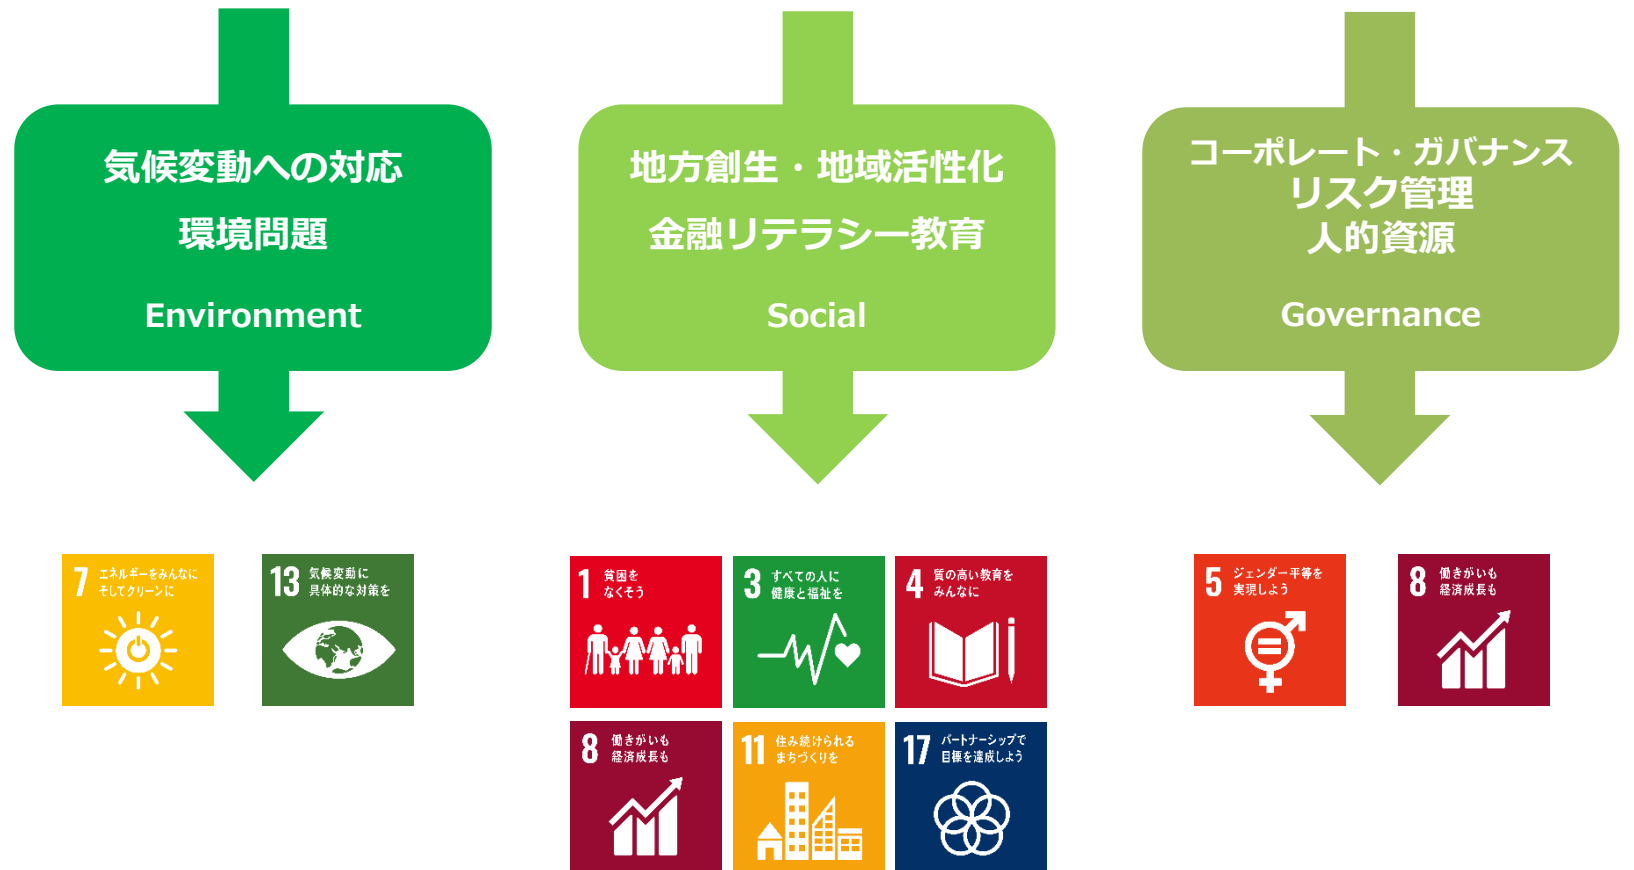 気候変動への対応
環境問題
Environment
地方創生・地域活性化
金融リテラシー教育
Social
コーポレート・ガバナンス
リスク管理
人的資源
Governance
7 エネルギーをみんなに
そしてクリーンに
13 気候変動に
具体的な対策を
1 貧困を
なくそう
3 すべての人に
健康と福祉を
4 質の高い教育を
みんなに
8 働きがいも
経済成長も
11 住み続けられる
まちづくりを
17 パートナーシップで
目標を達成しよう
5 ジェンダー平等を
実現しよう
8 働きがいも
経済成長も